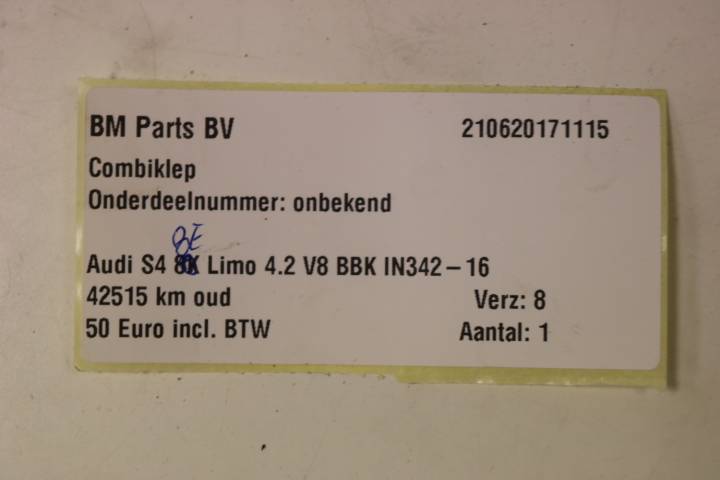 BM Parts BV 210620171115
Combiklep
Onderdeelnummer: onbekend
8E
Audi S4 8K Limo 4.2 V8 BBK IN342-16
42515 km oud Verz: 8
50 Euro incl. BTW Aantal: 1